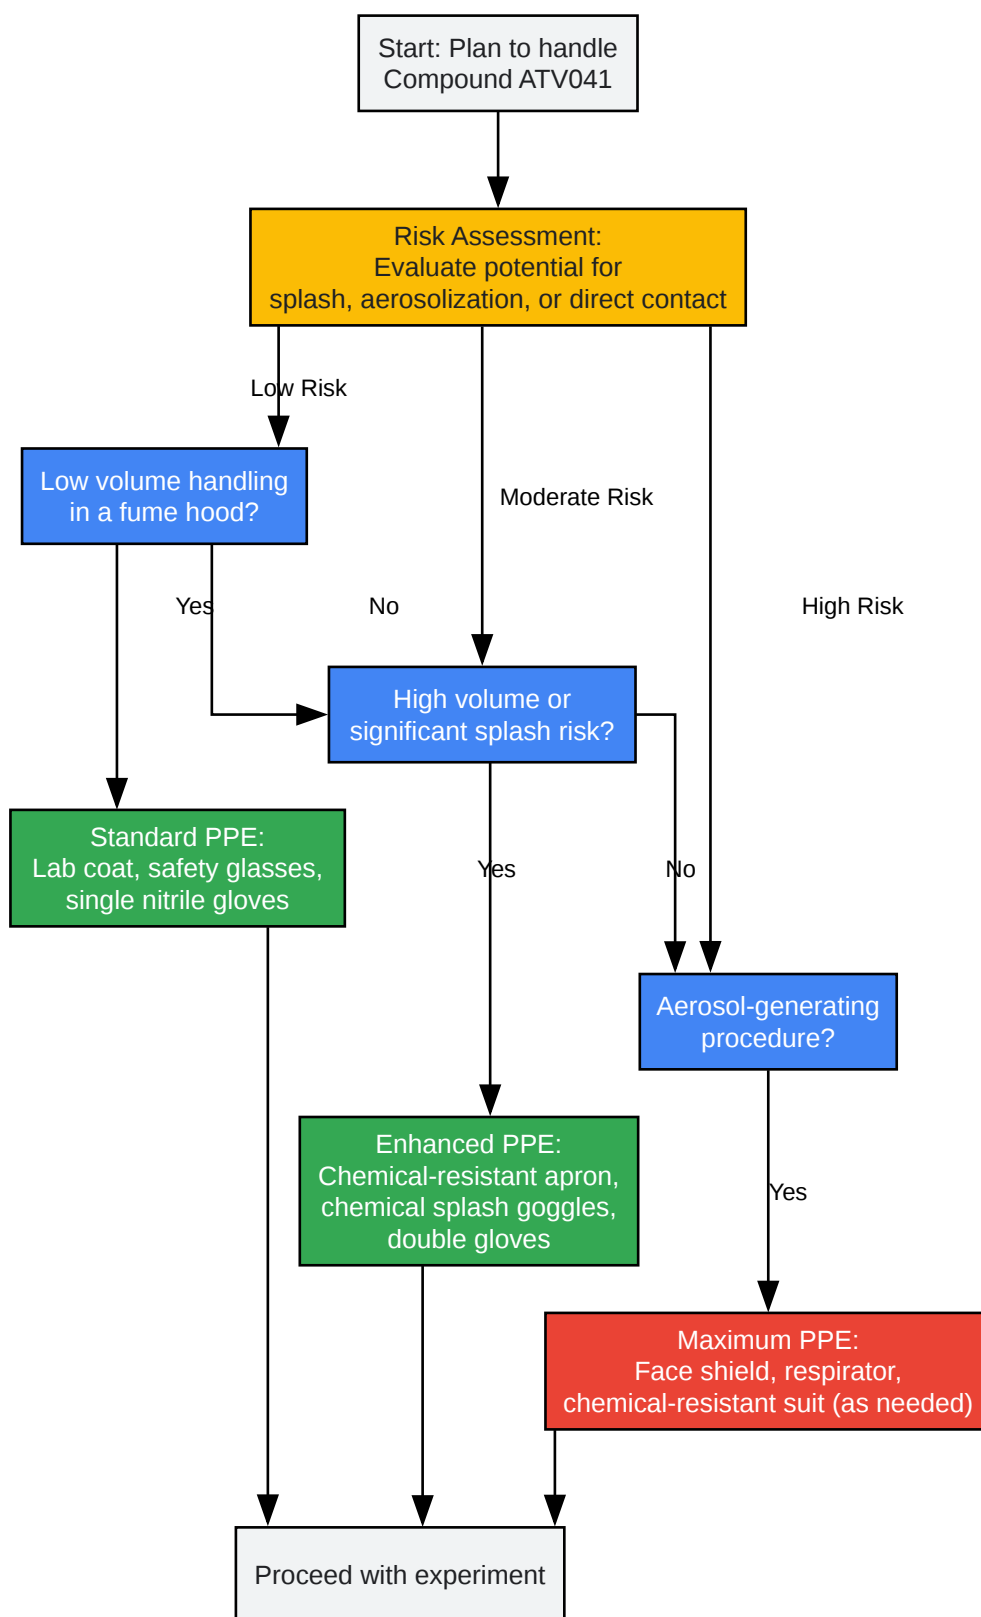 Start: Plan to handle
Compound ATV041
Risk Assessment:
Evaluate potential for
splash, aerosolization, or direct contact
Low Risk
Low volume handling
in a fume hood?
Moderate Risk
Yes
No
High Risk
High volume or
significant splash risk?
Standard PPE:
Lab coat, safety glasses,
single nitrile gloves
Yes
No
Aerosol-generating
procedure?
Enhanced PPE:
Chemical-resistant apron,
chemical splash goggles,
double gloves
Yes
Maximum PPE:
Face shield, respirator,
chemical-resistant suit (as needed)
Proceed with experiment